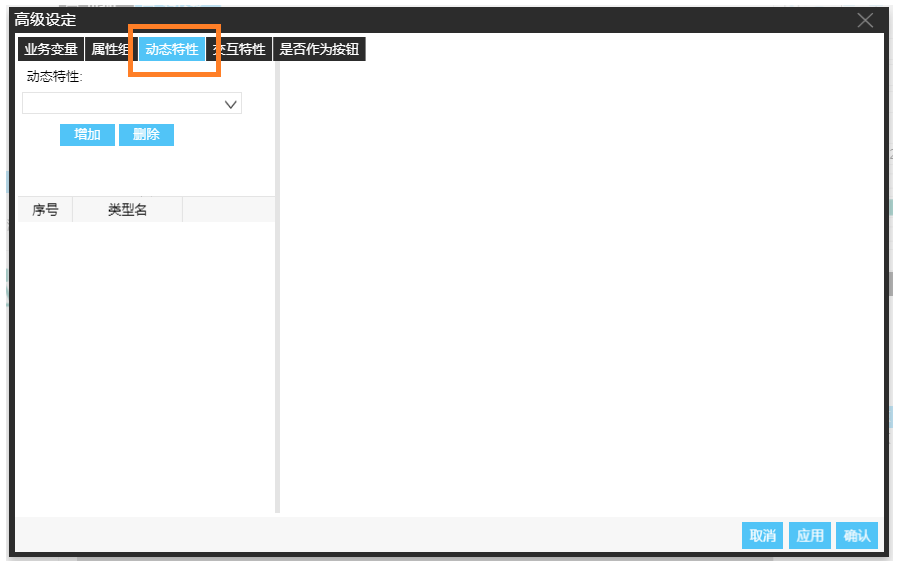 高级设定
业务变量 属性组 动态特性 交互特性 是否作为按钮
动态特性:
增加 删除
序号 类型名
取消 应用 确认